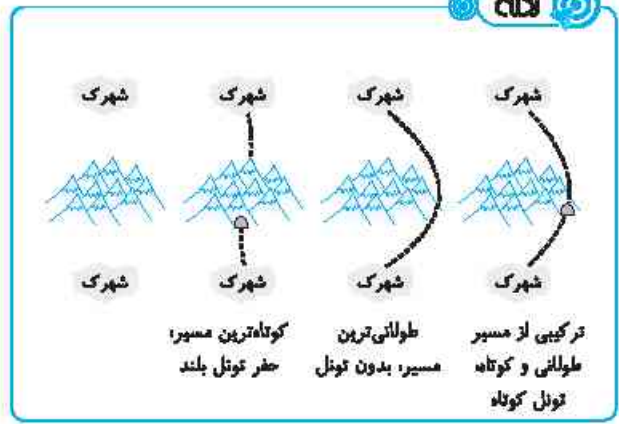 شهرک
شهرک
شهرک
شهرک
شهرک
شهرک
شهرک
شهرک
ترکیبی از مسیر
طولانی و کوتاه،
تونل کوتاه
طولانی‌ترین
مسیر، بدون تونل
کوتاه‌ترین مسیر،
حفر تونل بلند